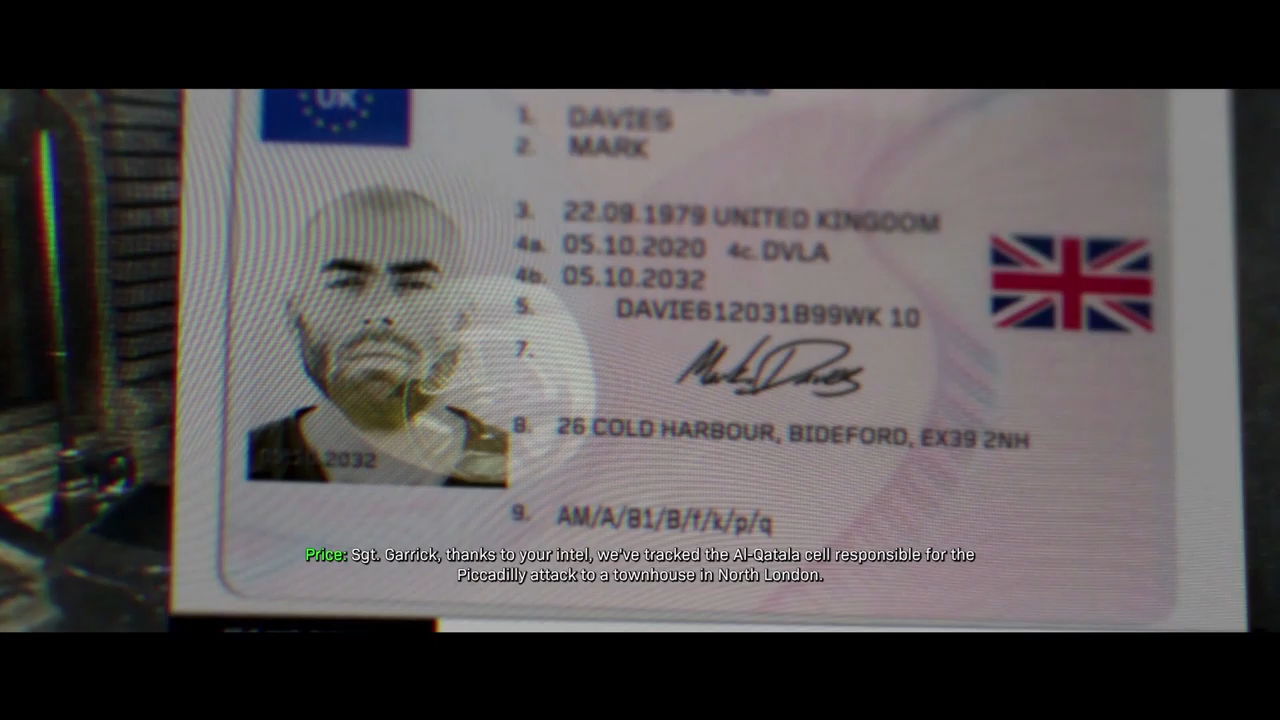 UK
1. DAVIES
2. MARK
3. 22.09.1979 UNITED KINGDOM
4a. 05.10.2020 4c. DVLA
4b. 05.10.2032
5. DAVIE612031B99WK 10
7. Mark Davies
8. 26 COLD HARBOUR, BIDEFORD, EX39 2NH
2032
9. AM/A/B1/B/f/k/p/q
Price: Sgt. Garrick, thanks to your intel, we've tracked the Al-Qatala cell responsible for the
Piccadilly attack to a townhouse in North London.